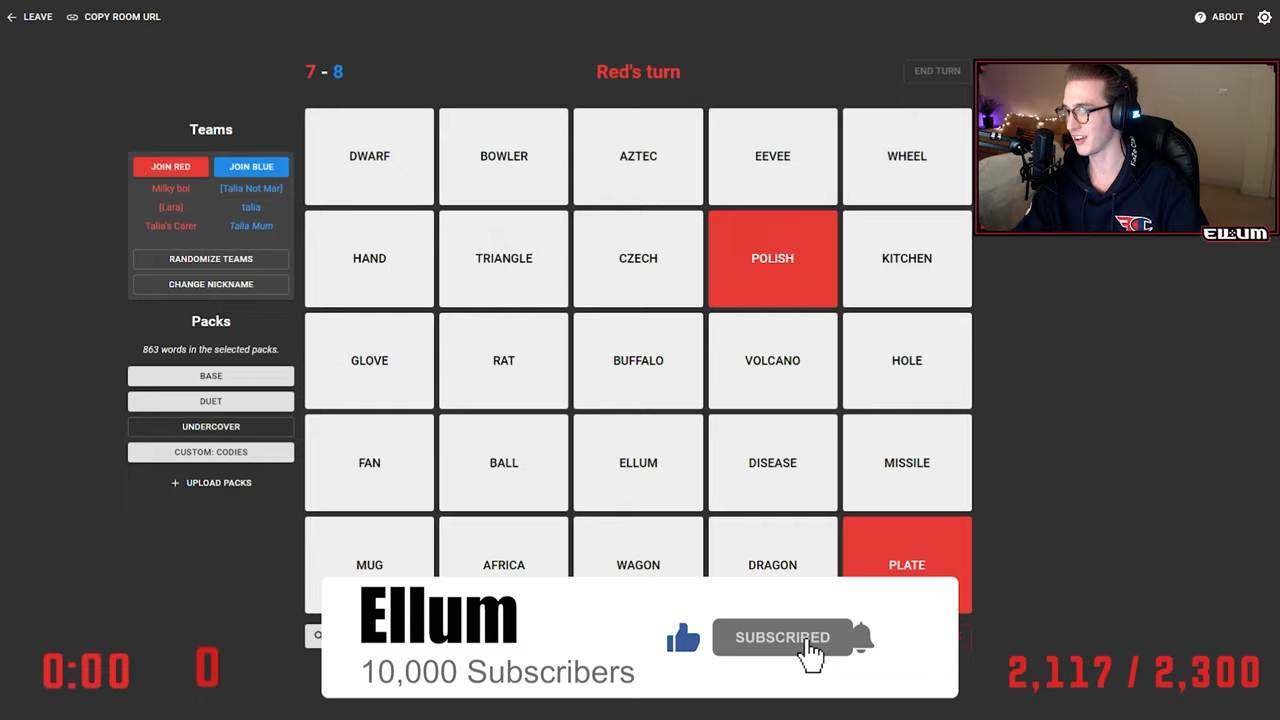 LEAVE
COPY ROOM URL
ABOUT
7 - 8
Red's turn
END TURN
Teams
JOIN RED
JOIN BLUE
Milky boi
[Talia Not Mar]
[Lara]
talia
Talia's Carer
Talia Mum
RANDOMIZE TEAMS
CHANGE NICKNAME
Packs
863 words in the selected packs.
BASE
DUET
UNDERCOVER
CUSTOM: CODIES
+ UPLOAD PACKS
DWARF
BOWLER
AZTEC
EEVEE
WHEEL
HAND
TRIANGLE
CZECH
POLISH
KITCHEN
GLOVE
RAT
BUFFALO
VOLCANO
HOLE
FAN
BALL
ELLUM
DISEASE
MISSILE
MUG
AFRICA
WAGON
DRAGON
PLATE
ELLUM
Ellum
10,000 Subscribers
SUBSCRIBED
0:00
0
2,117 / 2,300